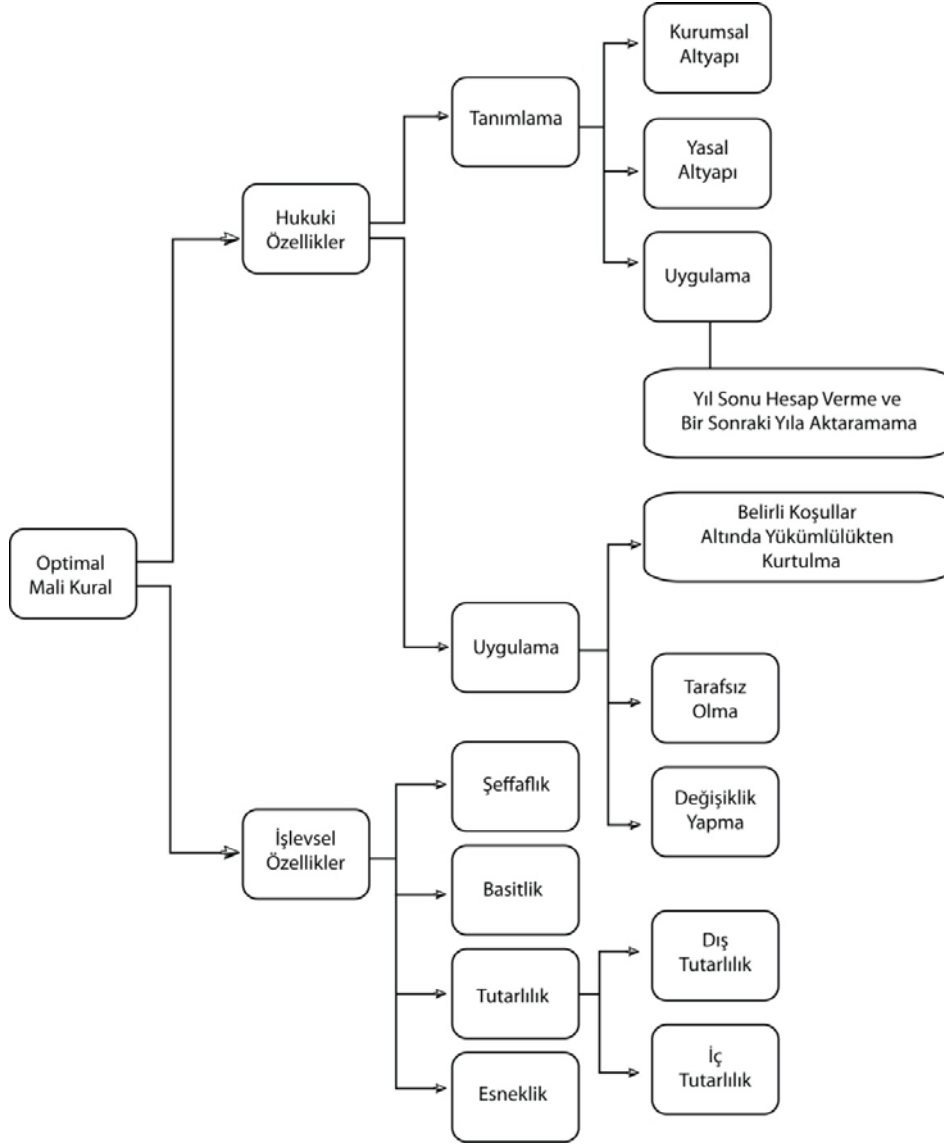 Optimal
Mali Kural
Hukuki
Özellikler
Tanımlama
Kurumsal
Altyapı
Yasal
Altyapı
Uygulama
Yıl Sonu Hesap Verme ve
Bir Sonraki Yıla Aktaramama
Uygulama
Belirli Koşullar
Altında Yükümlülükten
Kurtulma
Tarafsız
Olma
Değişiklik
Yapma
İşlevsel
Özellikler
Şeffaflık
Basitlik
Tutarlılık
Dış
Tutarlılık
İç
Tutarlılık
Esneklik